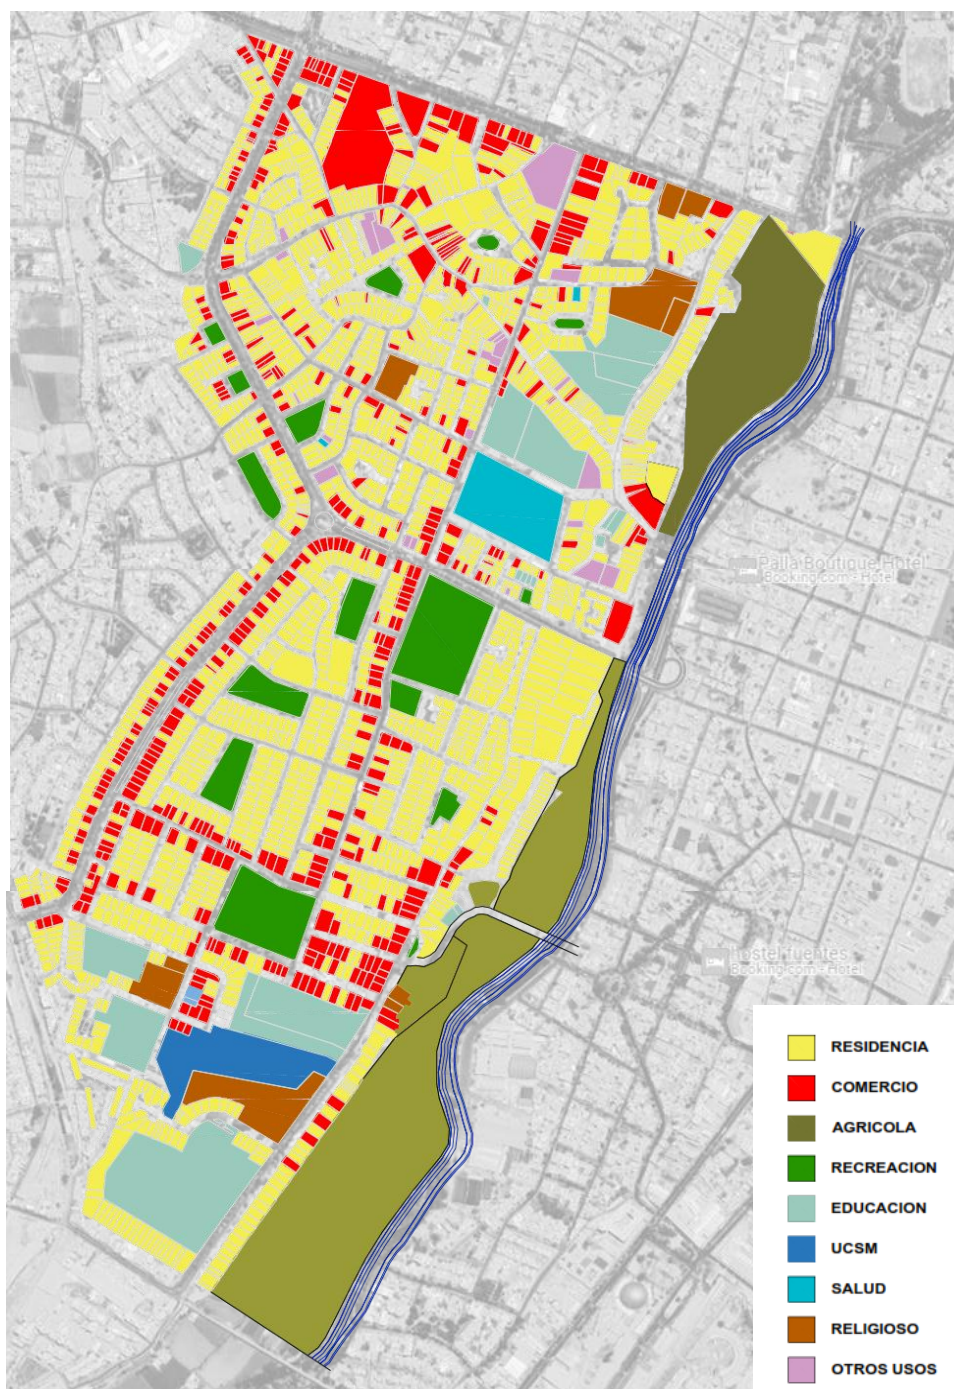 Palla Boutique Hotel
Booking.com - Hotel
hostel fuentes
Booking.com - Hotel
RESIDENCIA
COMERCIO
AGRICOLA
RECREACION
EDUCACION
UCSM
SALUD
RELIGIOSO
OTROS USOS